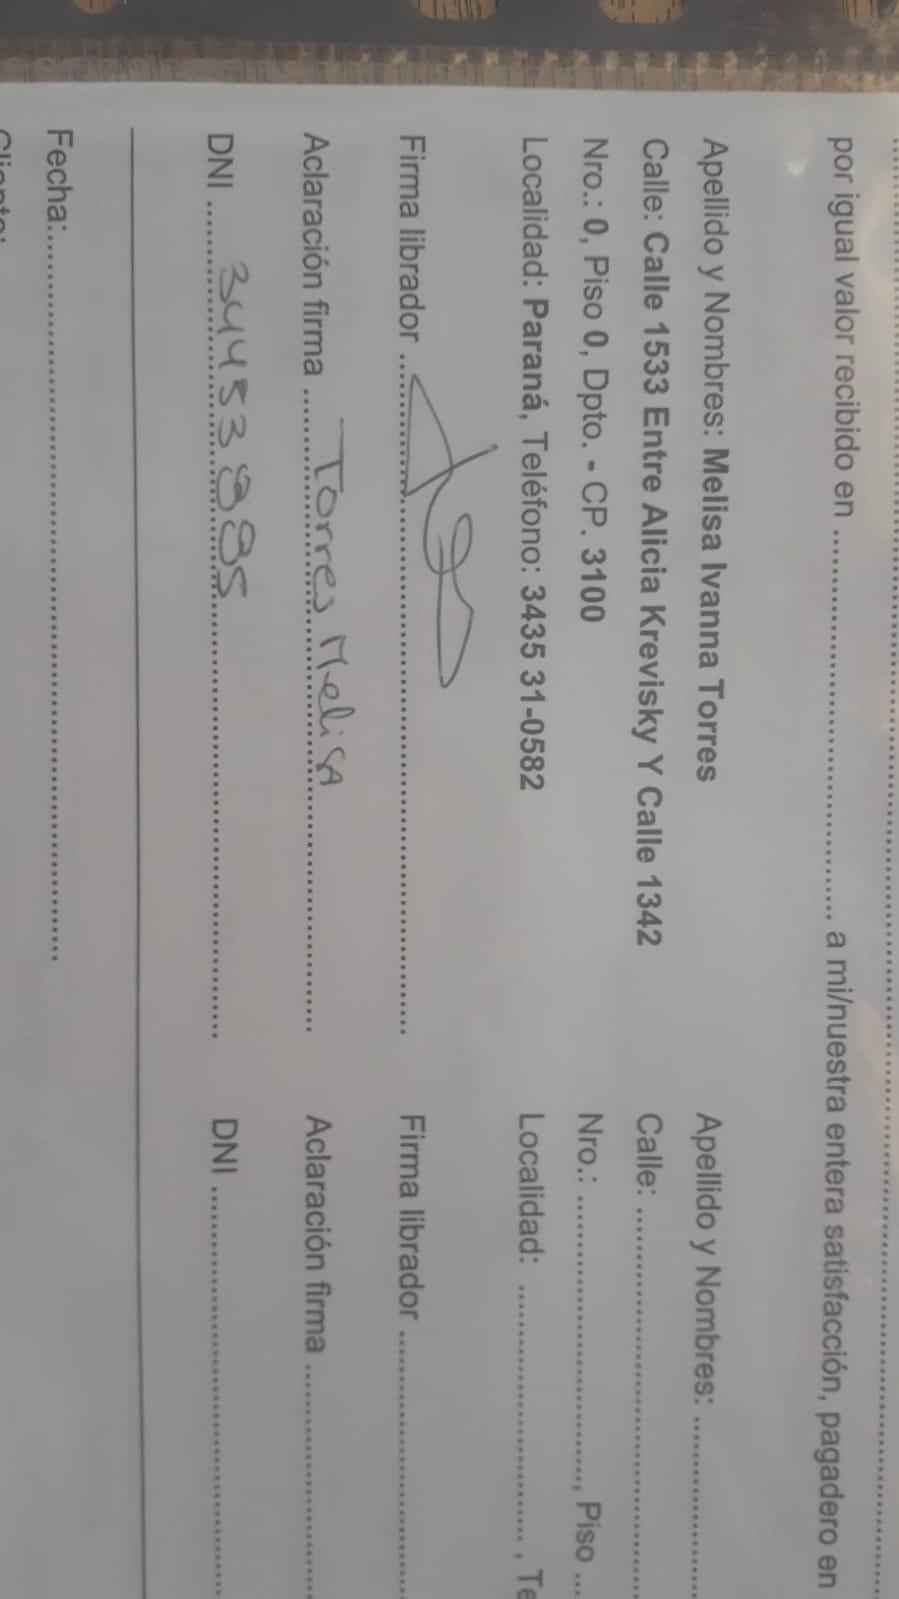 por igual valor recibido en ........................................ a mi/nuestra entera satisfacción, pagadero en
Apellido y Nombres: Melisa Ivanna Torres
Apellido y Nombres: ....................
Calle: Calle 1533 Entre Alicia Krevisky Y Calle 1342
Calle: ........................................
Nro.: 0, Piso 0, Dpto. - CP. 3100
Nro.: ............................, Piso ...
Localidad: Paraná, Teléfono: 3435 31-0582
Localidad: ............................ , Te
Firma librador ............................................................
Firma librador ..............................
Aclaración firma ..... Torres Melisa ..............................
Aclaración firma ..............................
DNI ..... 34453885 ........................................
DNI ........................................
Fecha:............................................................